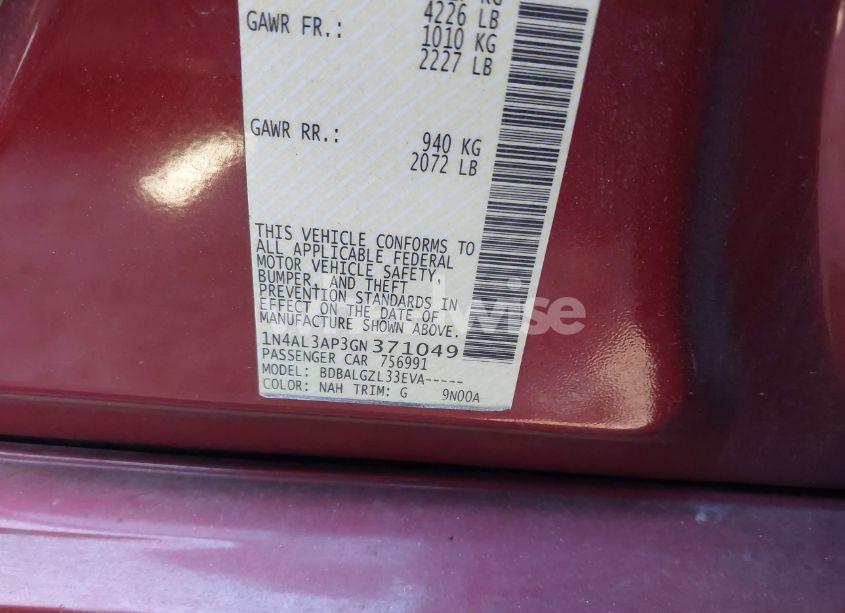 4226 LB
GAWR FR.: 1010 KG
2227 LB
GAWR RR.: 940 KG
2072 LB
THIS VEHICLE CONFORMS TO
ALL APPLICABLE FEDERAL
MOTOR VEHICLE SAFETY,
BUMPER, AND THEFT
PREVENTION STANDARDS IN
EFFECT ON THE DATE OF
MANUFACTURE SHOWN ABOVE.
1N4AL3AP3GN371049
PASSENGER CAR 756991
MODEL: BDBALGZL33EVA-----
COLOR: NAH TRIM: G 9N00A